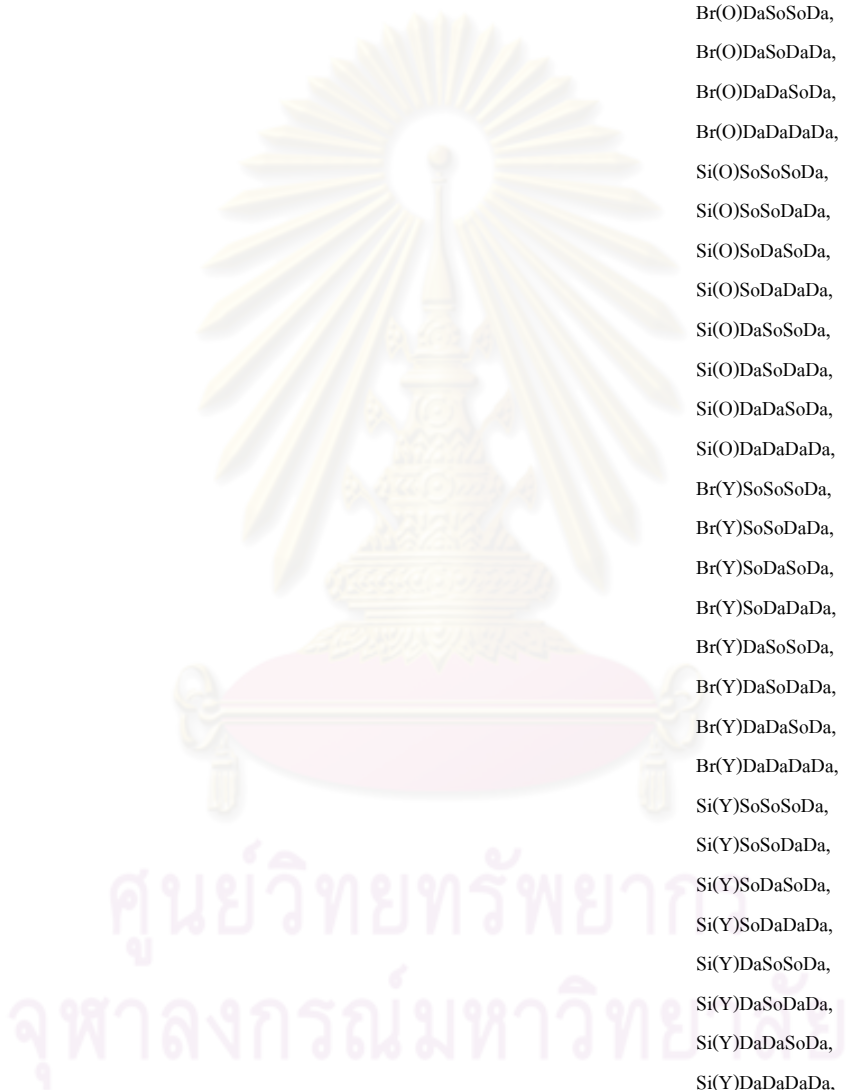 Br(O)DaSoSoDa,
Br(O)DaSoDaDa,
Br(O)DaDaSoDa,
Br(O)DaDaDaDa,
Si(O)SoSoSoDa,
Si(O)SoSoDaDa,
Si(O)SoDaSoDa,
Si(O)SoDaDaDa,
Si(O)DaSoSoDa,
Si(O)DaSoDaDa,
Si(O)DaDaSoDa,
Si(O)DaDaDaDa,
Br(Y)SoSoSoDa,
Br(Y)SoSoDaDa,
Br(Y)SoDaSoDa,
Br(Y)SoDaDaDa,
Br(Y)DaSoSoDa,
Br(Y)DaSoDaDa,
Br(Y)DaDaSoDa,
Br(Y)DaDaDaDa,
Si(Y)SoSoSoDa,
Si(Y)SoSoDaDa,
Si(Y)SoDaSoDa,
Si(Y)SoDaDaDa,
Si(Y)DaSoSoDa,
Si(Y)DaSoDaDa,
Si(Y)DaDaSoDa,
Si(Y)DaDaDaDa,
ศูนย์วิทยทรัพยากร
จุฬาลงกรณ์มหาวิทยาลัย